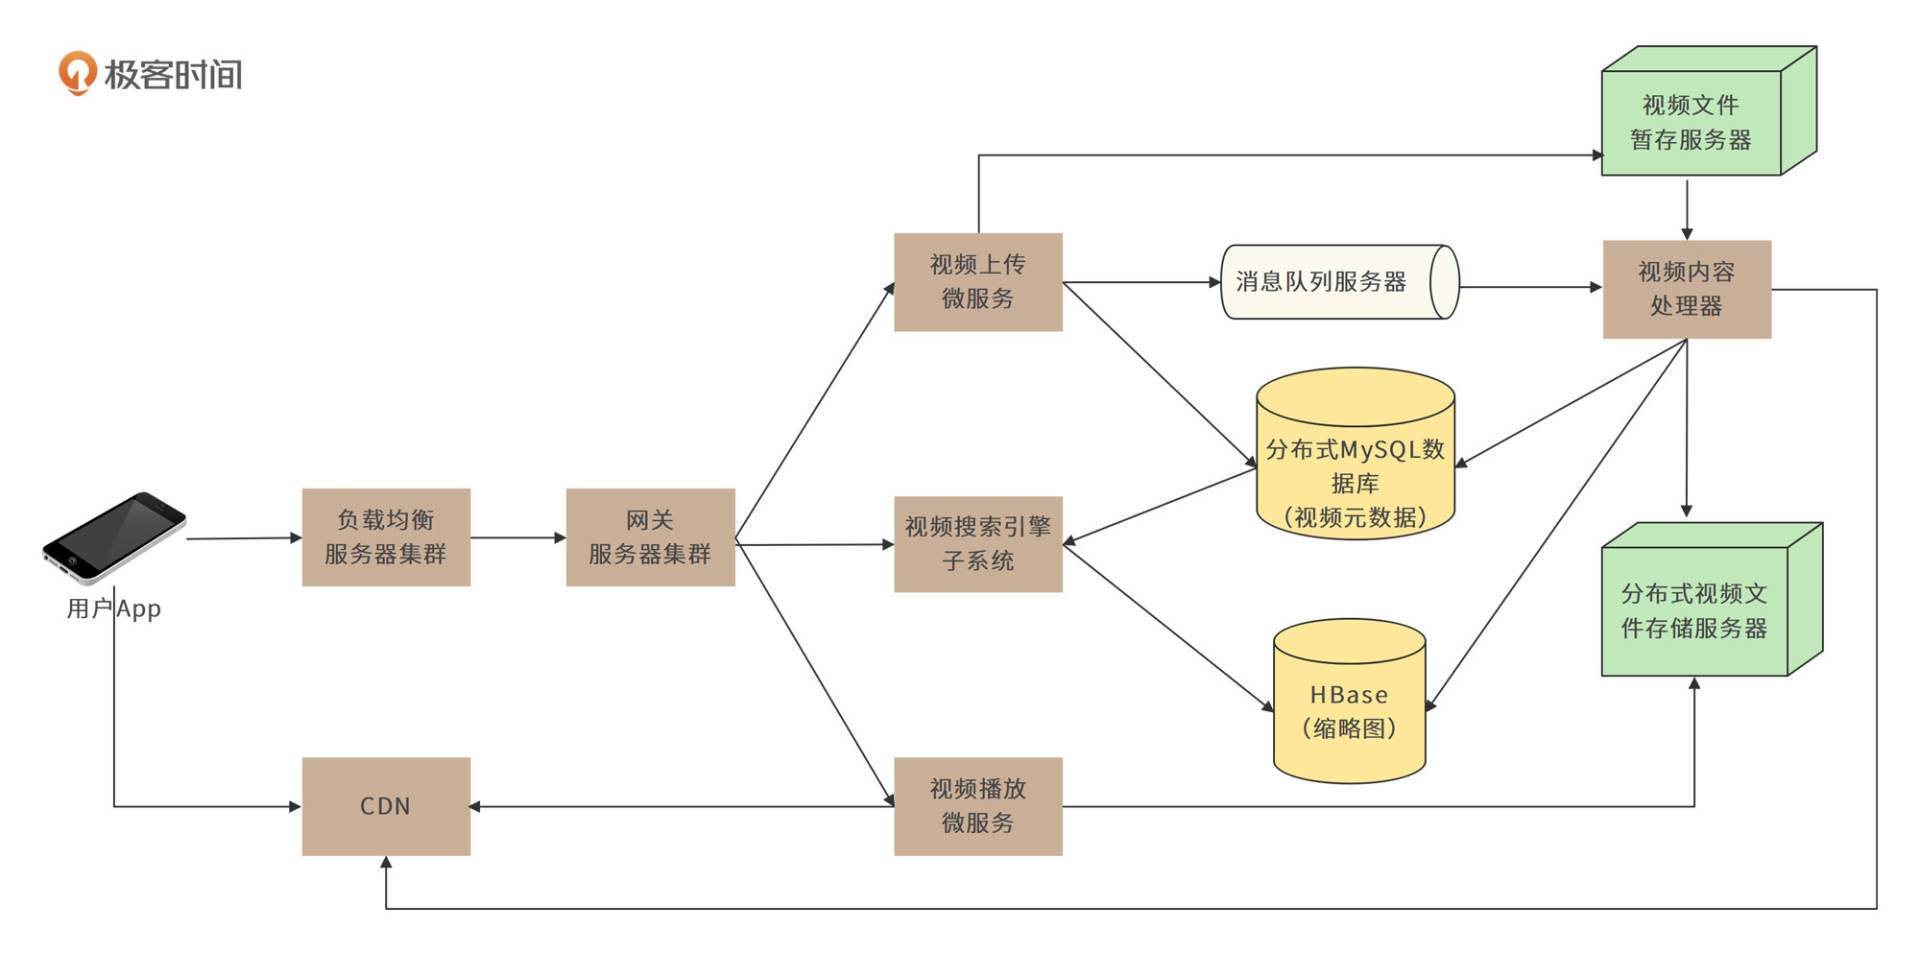 极客时间
视频文件
暂存服务器
视频上传
微服务
消息队列服务器
视频内容
处理器
分布式MySQL数
据库
（视频元数据）
负载均衡
服务器集群
网关
服务器集群
视频搜索引擎
子系统
用户App
分布式视频文
件存储服务器
HBase
（缩略图）
CDN
视频播放
微服务